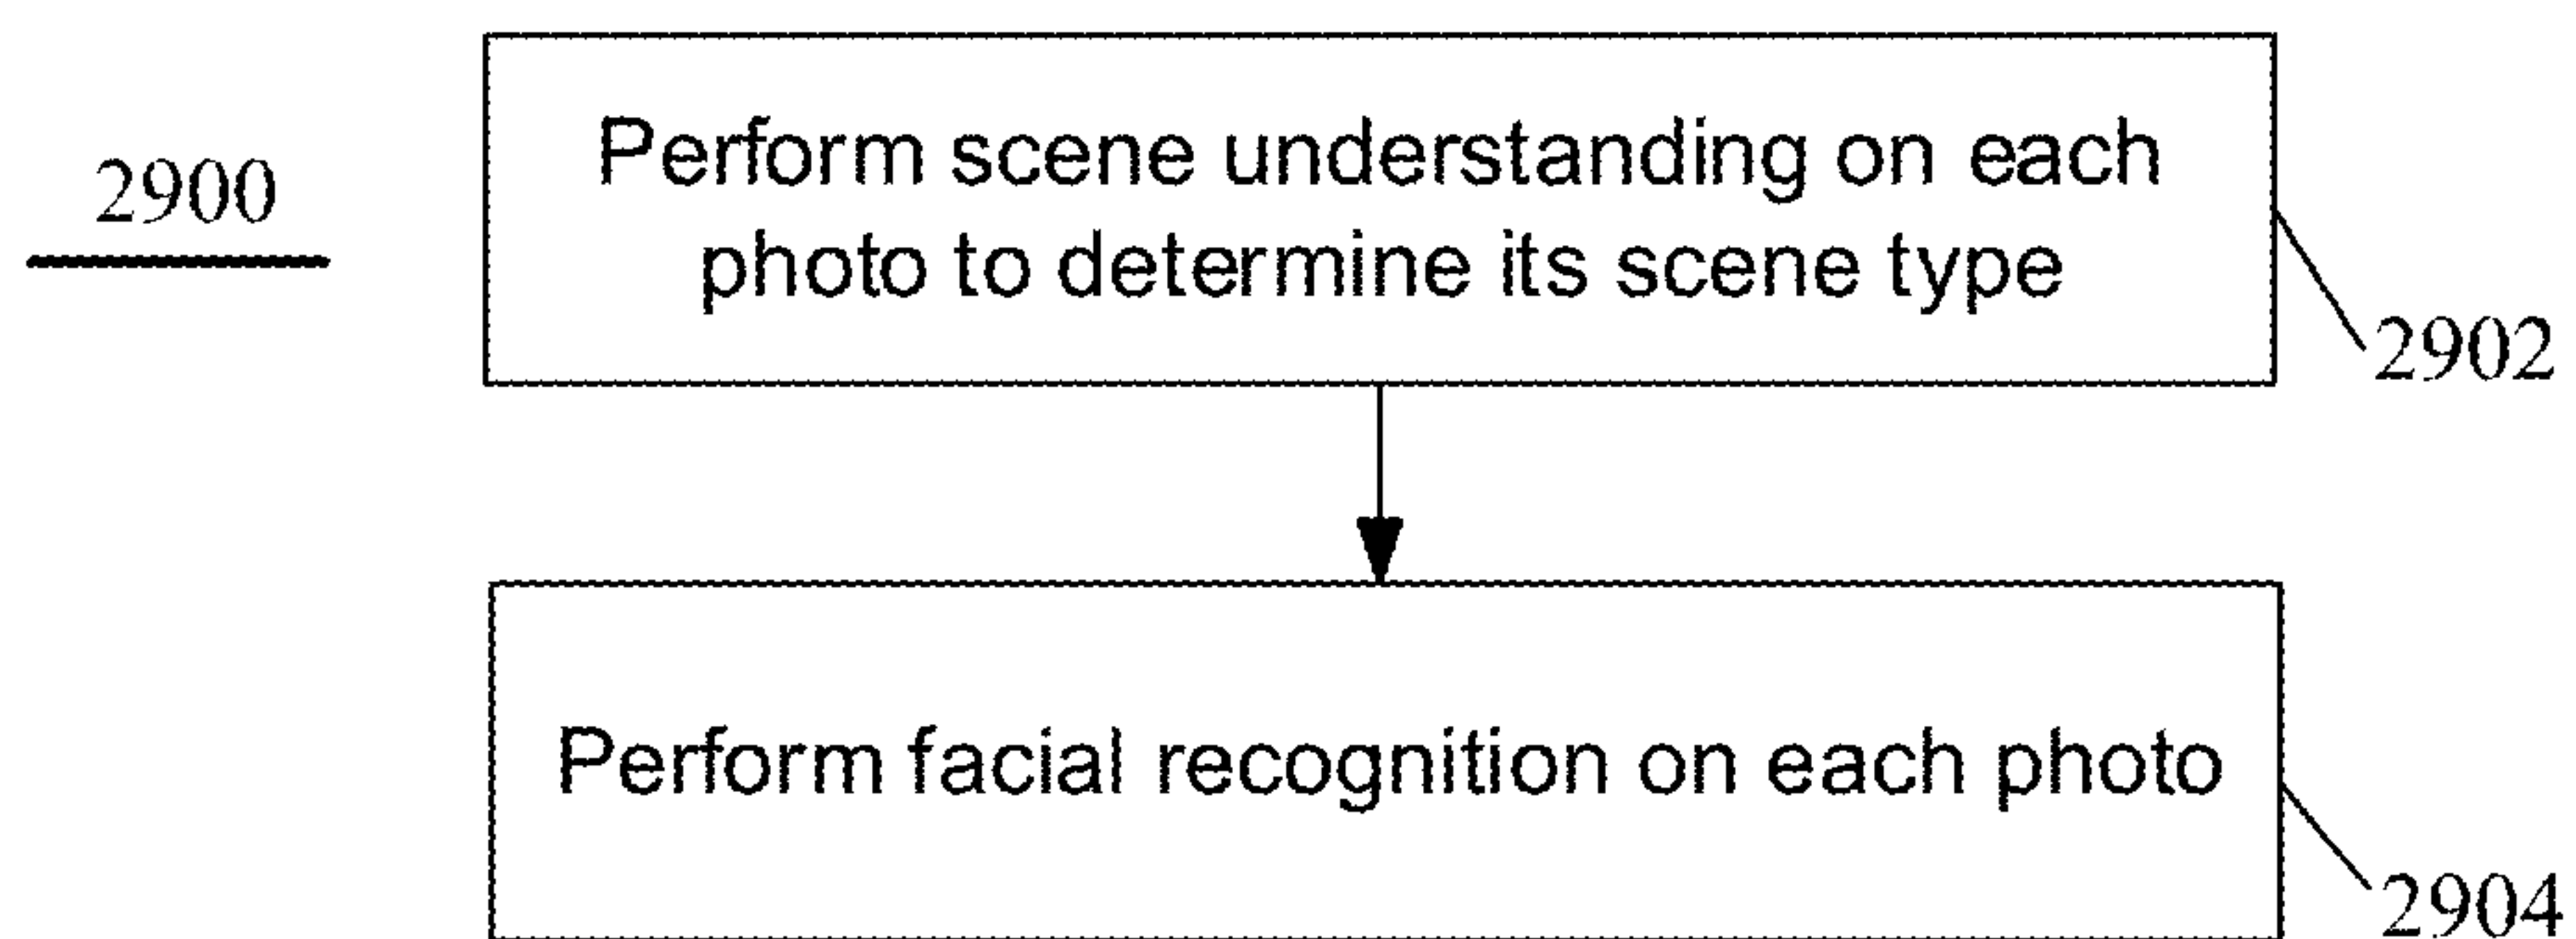 2900
Perform scene understanding on each
photo to determine its scene type
2902
Perform facial recognition on each photo
2904